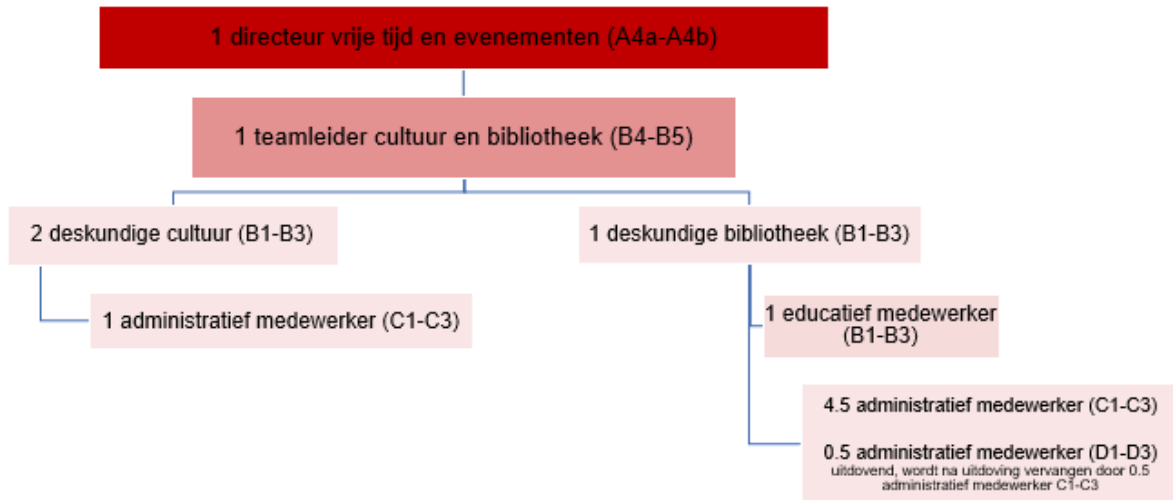 1 directeur vrije tijd en evenementen (A4a-A4b)
1 teamleider cultuur en bibliotheek (B4-B5)
2 deskundige cultuur (B1-B3)
1 administratief medewerker (C1-C3)
1 deskundige bibliotheek (B1-B3)
1 educatief medewerker
(B1-B3)
4.5 administratief medewerker (C1-C3)
0.5 administratief medewerker (D1-D3)
uitdovend, wordt na uitdoving vervangen door 0.5
administratief medewerker C1-C3